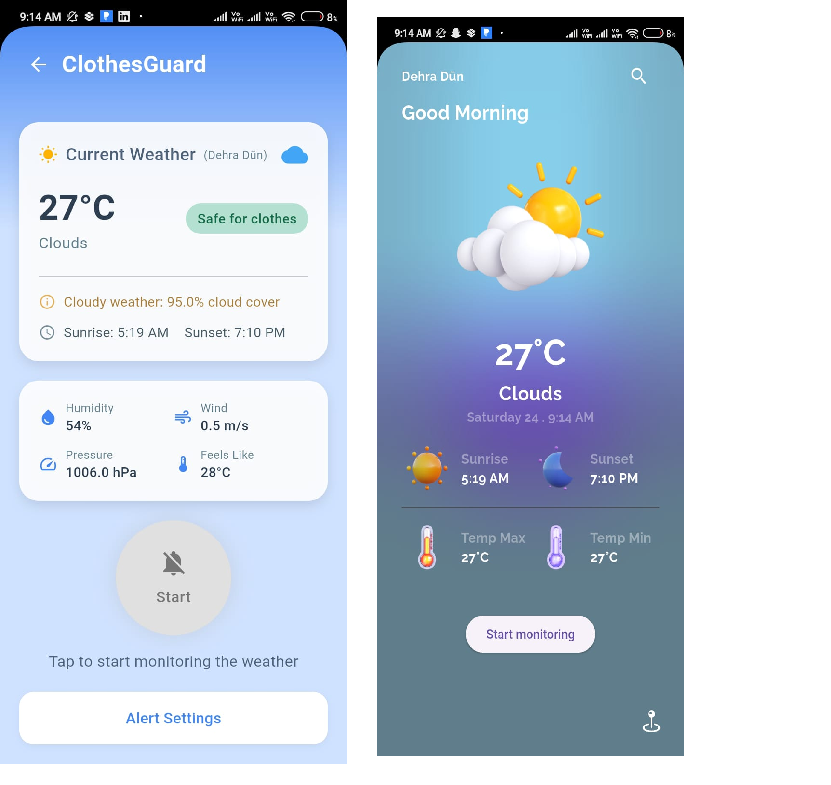 9:14 AM
8%
ClothesGuard
Current Weather (Dehra Dūn)
27°C
Safe for clothes
Clouds
Cloudy weather: 95.0% cloud cover
Sunrise: 5:19 AM Sunset: 7:10 PM
Humidity
54%
Wind
0.5 m/s
Pressure
1006.0 hPa
Feels Like
28°C
Start
Tap to start monitoring the weather
Alert Settings
9:14 AM
8%
Dehra Dun
Good Morning
27°C
Clouds
Saturday 24 . 9:14 AM
Sunrise
5:19 AM
Sunset
7:10 PM
Temp Max
27°C
Temp Min
27°C
Start monitoring